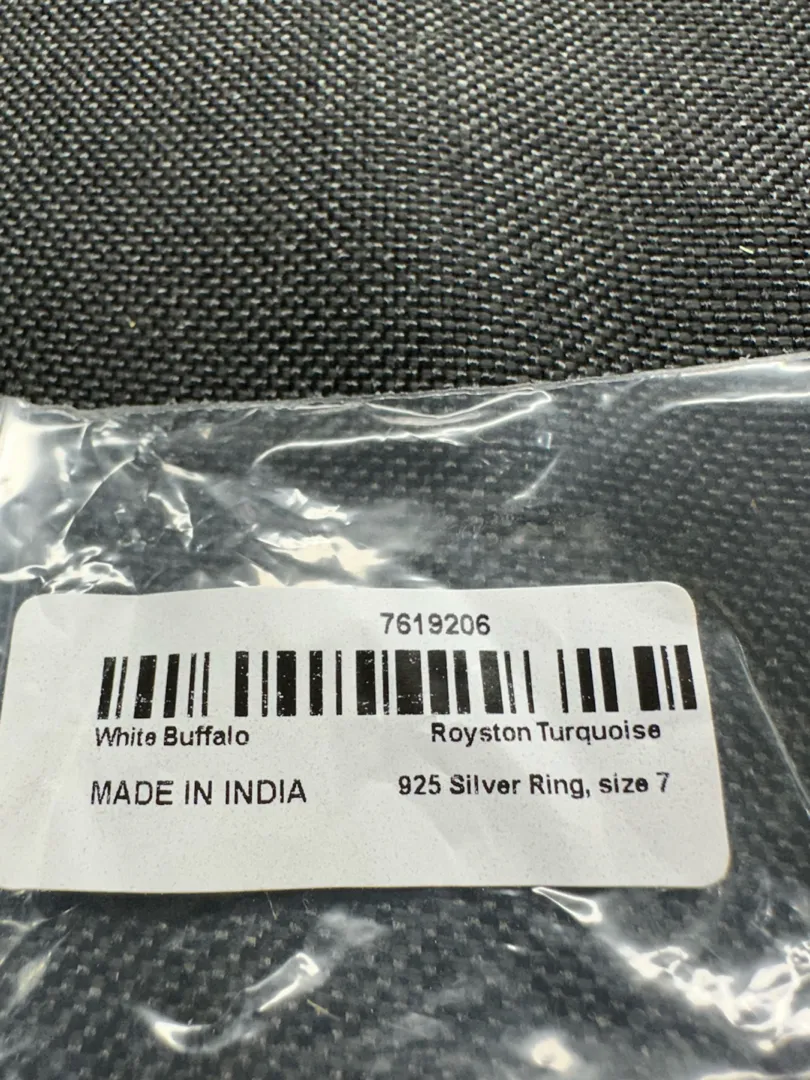 7619206
White Buffalo
Royston Turquoise
MADE IN INDIA
925 Silver Ring, size 7